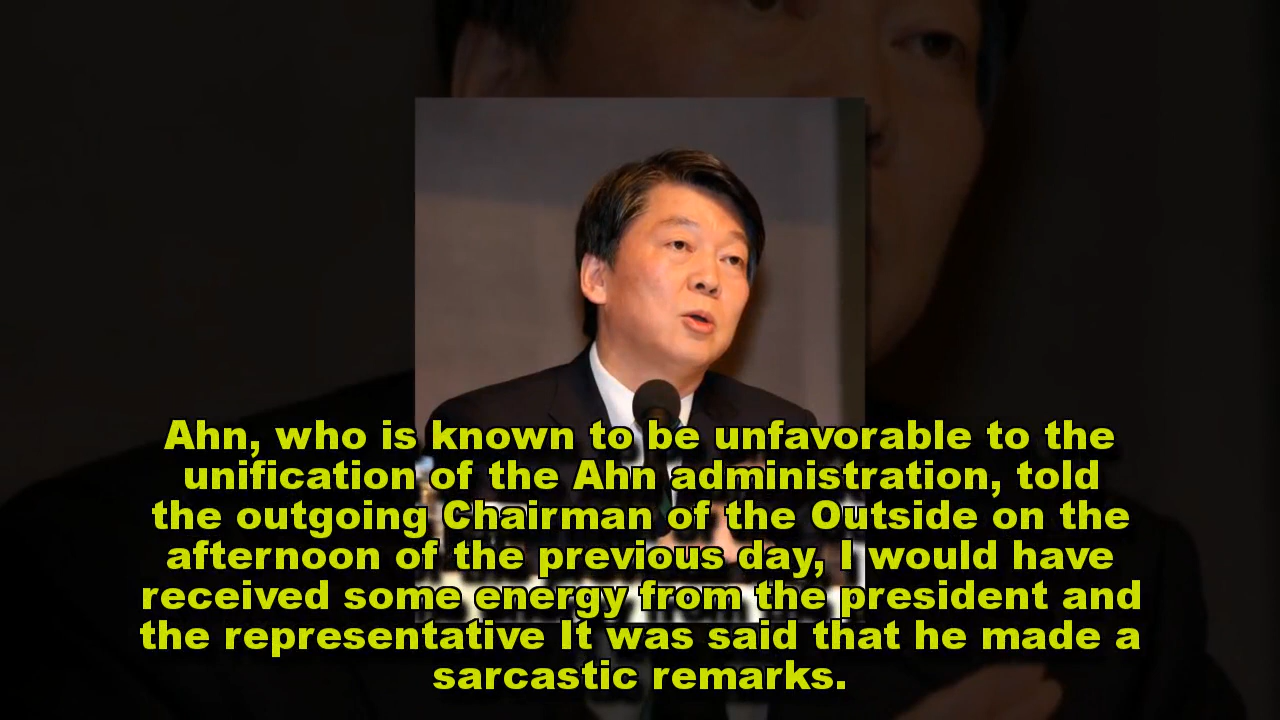 Ahn, who is known to be unfavorable to the
unification of the Ahn administration, told
the outgoing Chairman of the Outside on the
afternoon of the previous day, I would have
received some energy from the president and
the representative It was said that he made a
sarcastic remarks.